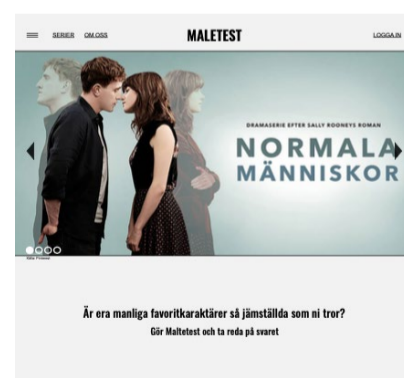 SERIER OM OSS MALETEST LOGGA IN
DRAMASERIE EFTER SALLY ROONEYS ROMAN
NORMALA
MÄNNISKOR
Är era manliga favoritkaraktärer så jämställda som ni tror?
Gör Maltetest och ta reda på svaret